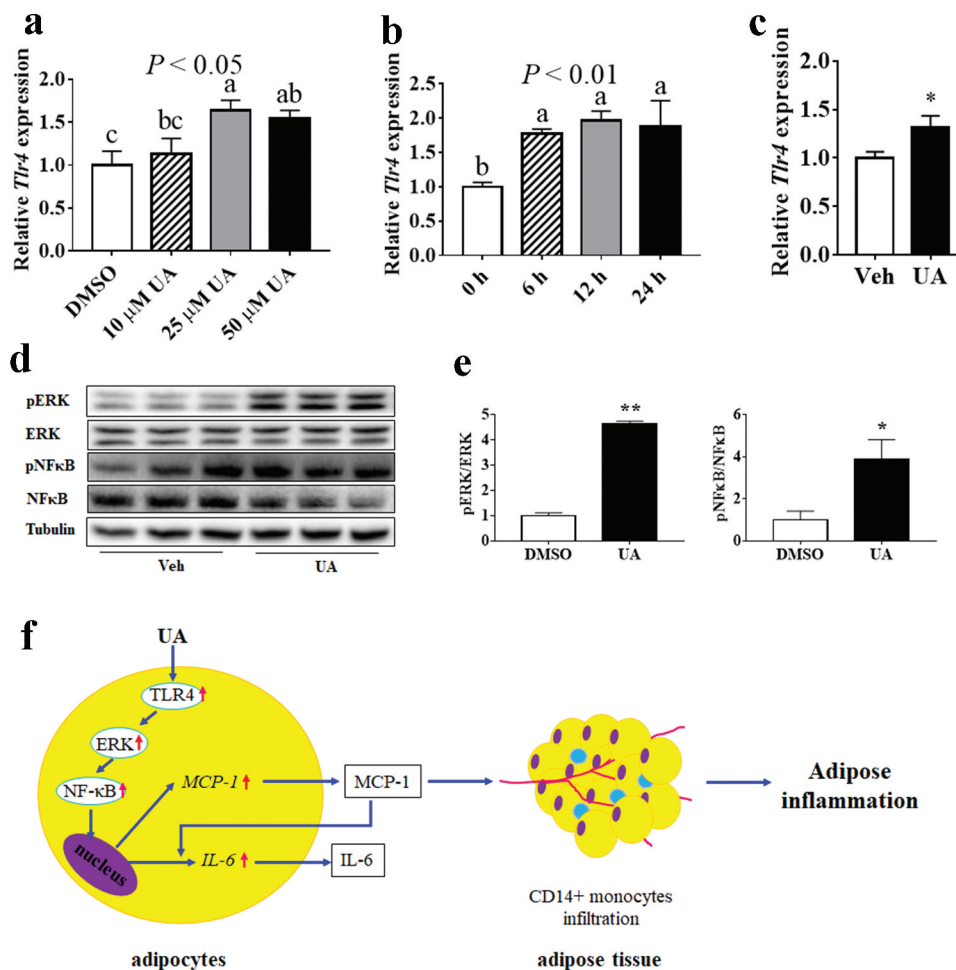 a
P < 0.05
Relative Tlr4 expression
2.0
1.5
1.0
0.5
0.0
c
bc
a
ab
DMSO
10 μM UA
25 μM UA
50 μM UA
b
P < 0.01
Relative Tlr4 expression
2.5
2.0
1.5
1.0
0.5
0.0
b
a
a
a
0 h
6 h
12 h
24 h
c
Relative Tlr4 expression
2.0
1.5
1.0
0.5
0.0
*
Veh
UA
d
pERK
ERK
pNFκB
NFκB
Tubulin
Veh
UA
e
pERK/ERK
5
4
3
2
1
0
**
DMSO
UA
pNFκB/NFκB
6
4
2
0
*
DMSO
UA
f
UA
TLR4
ERK
NF-κB
nucleus
MCP-1
IL-6
MCP-1
IL-6
adipocytes
CD14+ monocytes
infiltration
adipose tissue
Adipose
inflammation